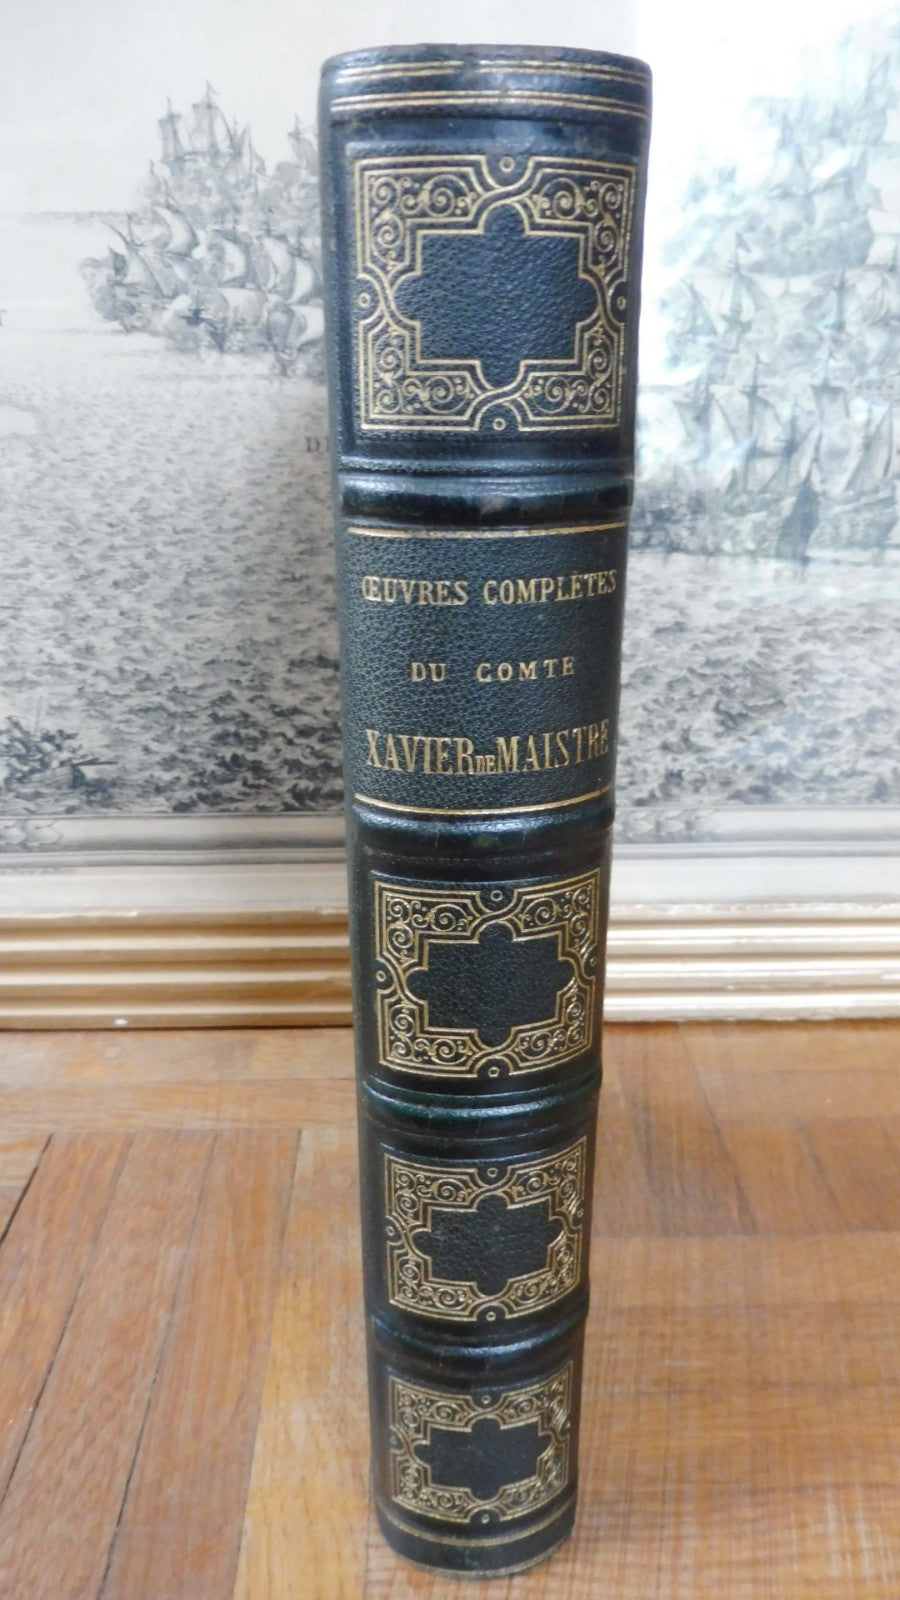 ŒUVRES COMPLÈTES
DU COMTE
XAVIER DE MAISTRE